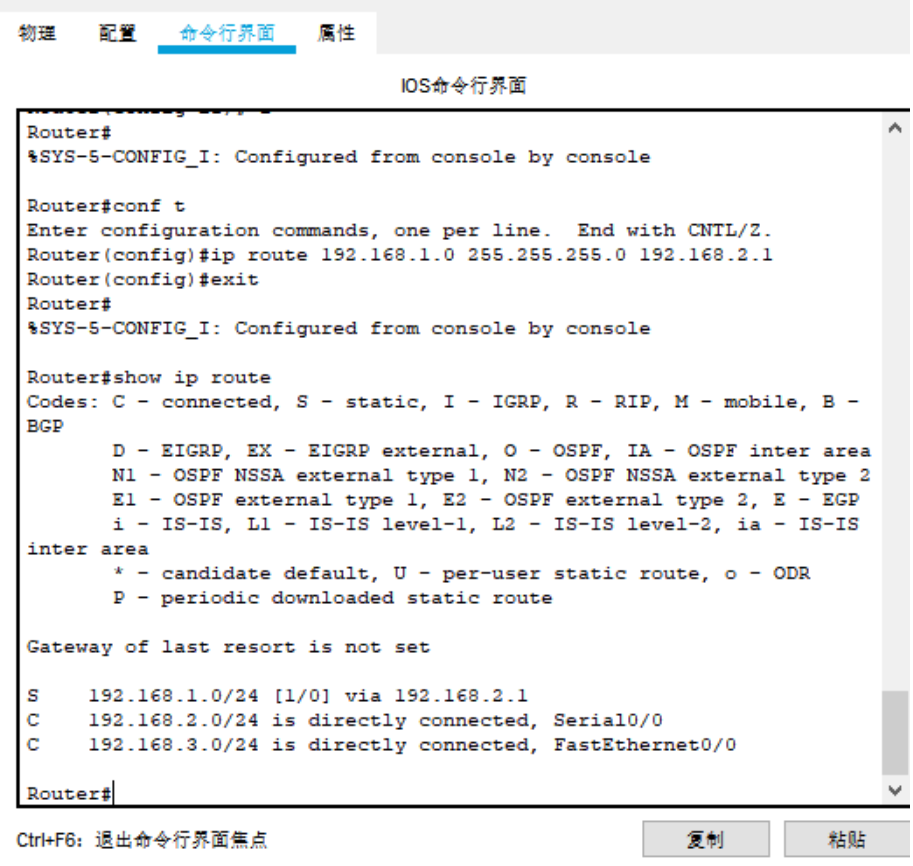 物理 配置 命令行界面 属性
IOS命令行界面
Router#
%SYS-5-CONFIG_I: Configured from console by console
Router#conf t
Enter configuration commands, one per line.  End with CNTL/Z.
Router(config)#ip route 192.168.1.0 255.255.255.0 192.168.2.1
Router(config)#exit
Router#
%SYS-5-CONFIG_I: Configured from console by console
Router#show ip route
Codes: C - connected, S - static, I - IGRP, R - RIP, M - mobile, B -
BGP
D - EIGRP, EX - EIGRP external, O - OSPF, IA - OSPF inter area
N1 - OSPF NSSA external type 1, N2 - OSPF NSSA external type 2
E1 - OSPF external type 1, E2 - OSPF external type 2, E - EGP
i - IS-IS, L1 - IS-IS level-1, L2 - IS-IS level-2, ia - IS-IS
inter area
* - candidate default, U - per-user static route, o - ODR
P - periodic downloaded static route
Gateway of last resort is not set
S    192.168.1.0/24 [1/0] via 192.168.2.1
C    192.168.2.0/24 is directly connected, Serial0/0
C    192.168.3.0/24 is directly connected, FastEthernet0/0
Router#
Ctrl+F6: 退出命令行界面焦点 复制 粘贴